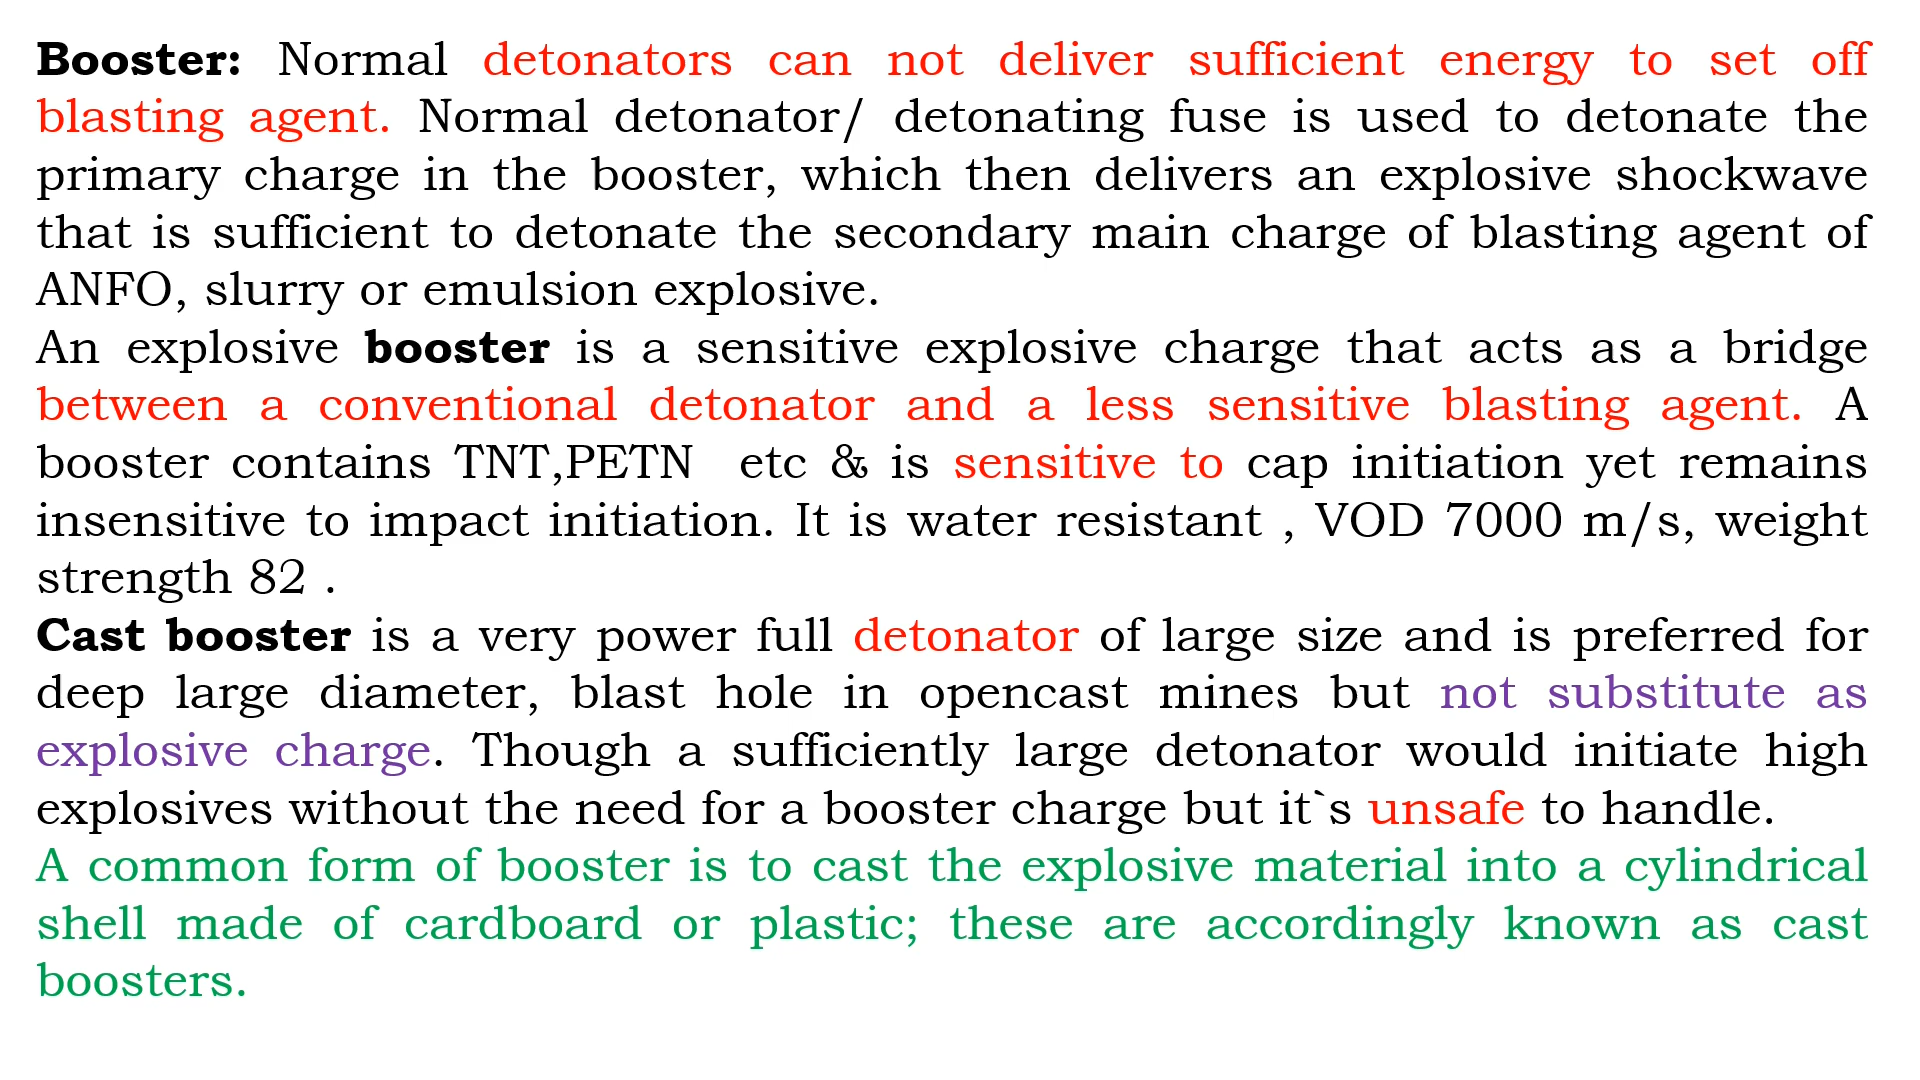 Booster: Normal detonators can not deliver sufficient energy to set off
blasting agent. Normal detonator/ detonating fuse is used to detonate the
primary charge in the booster, which then delivers an explosive shockwave
that is sufficient to detonate the secondary main charge of blasting agent of
ANFO, slurry or emulsion explosive.
An explosive booster is a sensitive explosive charge that acts as a bridge
between a conventional detonator and a less sensitive blasting agent. A
booster contains TNT,PETN  etc & is sensitive to cap initiation yet remains
insensitive to impact initiation. It is water resistant , VOD 7000 m/s, weight
strength 82 .
Cast booster is a very power full detonator of large size and is preferred for
deep large diameter, blast hole in opencast mines but not substitute as
explosive charge. Though a sufficiently large detonator would initiate high
explosives without the need for a booster charge but it`s unsafe to handle.
A common form of booster is to cast the explosive material into a cylindrical
shell made of cardboard or plastic; these are accordingly known as cast
boosters.